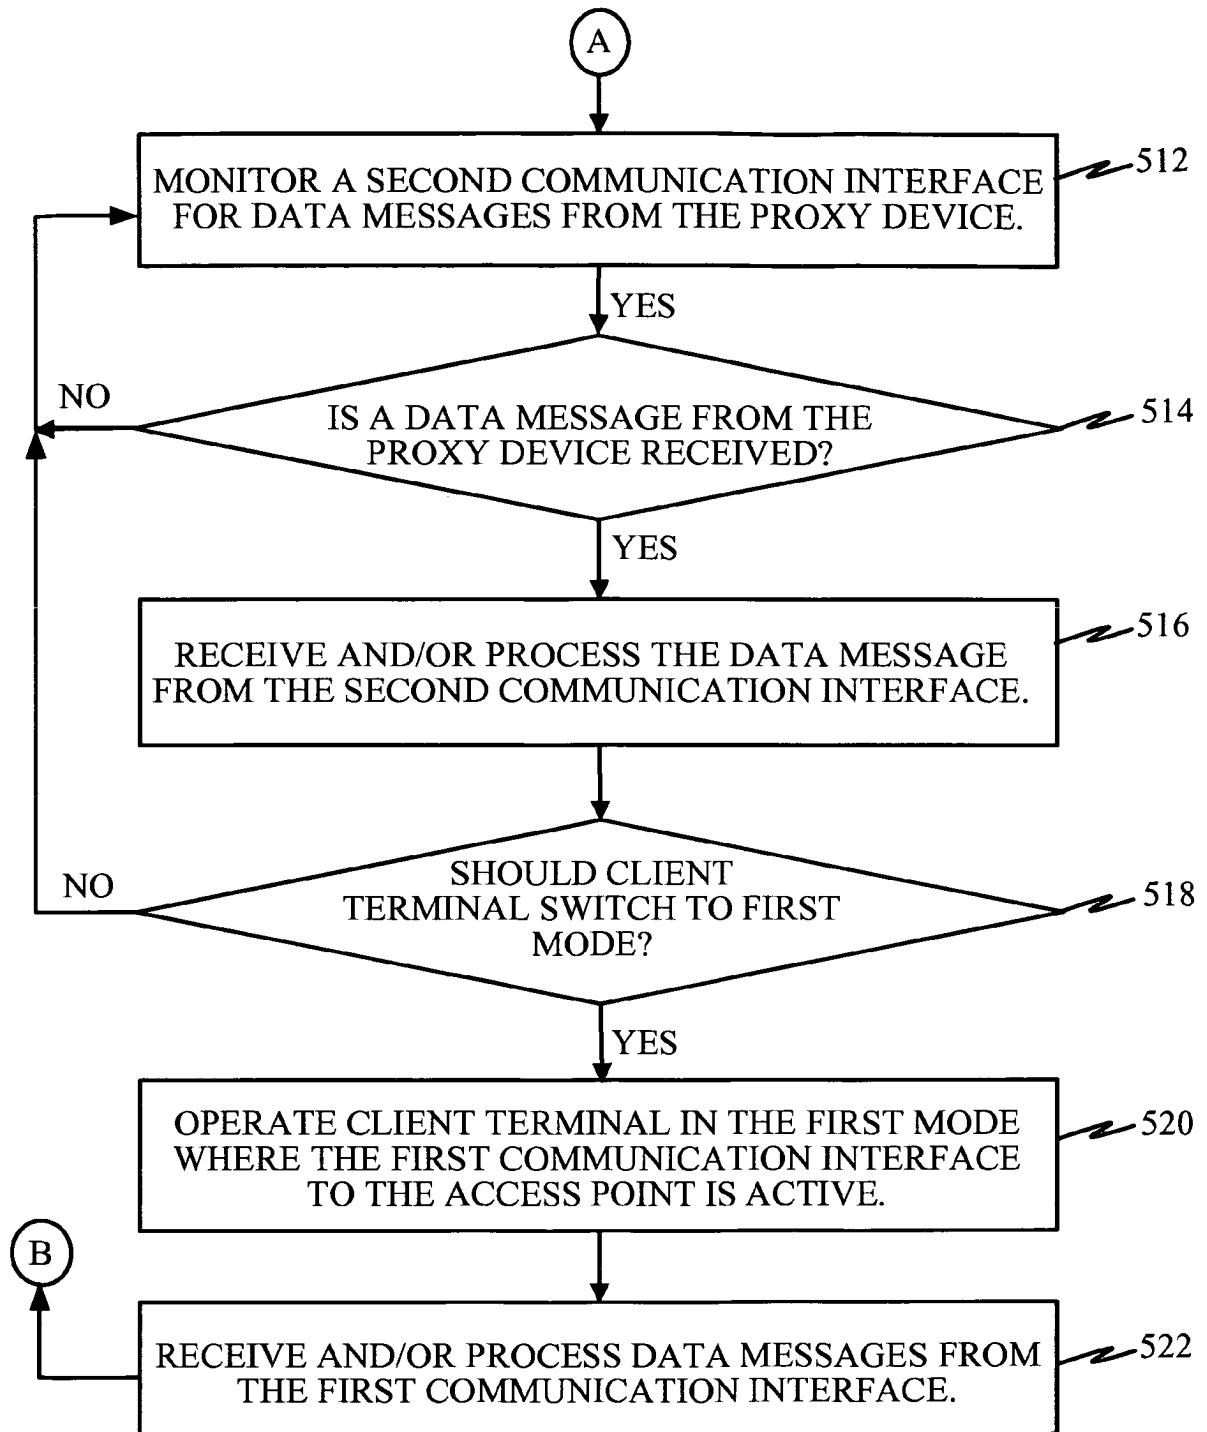 A
MONITOR A SECOND COMMUNICATION INTERFACE
FOR DATA MESSAGES FROM THE PROXY DEVICE.
512
YES
NO
IS A DATA MESSAGE FROM THE
PROXY DEVICE RECEIVED?
514
YES
RECEIVE AND/OR PROCESS THE DATA MESSAGE
FROM THE SECOND COMMUNICATION INTERFACE.
516
NO
SHOULD CLIENT
TERMINAL SWITCH TO FIRST
MODE?
518
YES
OPERATE CLIENT TERMINAL IN THE FIRST MODE
WHERE THE FIRST COMMUNICATION INTERFACE
TO THE ACCESS POINT IS ACTIVE.
520
B
RECEIVE AND/OR PROCESS DATA MESSAGES FROM
THE FIRST COMMUNICATION INTERFACE.
522